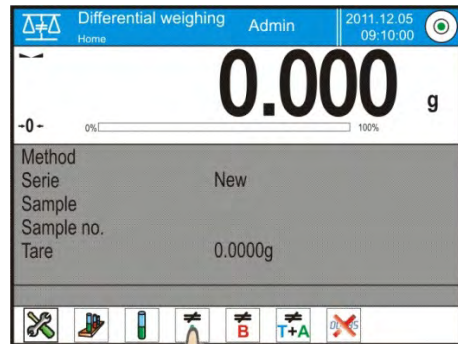 Differential weighing Admin 2011.12.05
Home 09:10:00
0.000 g
→0← 0% 100%
Method
Serie New
Sample
Sample no.
Tare 0.0000g
B T+A